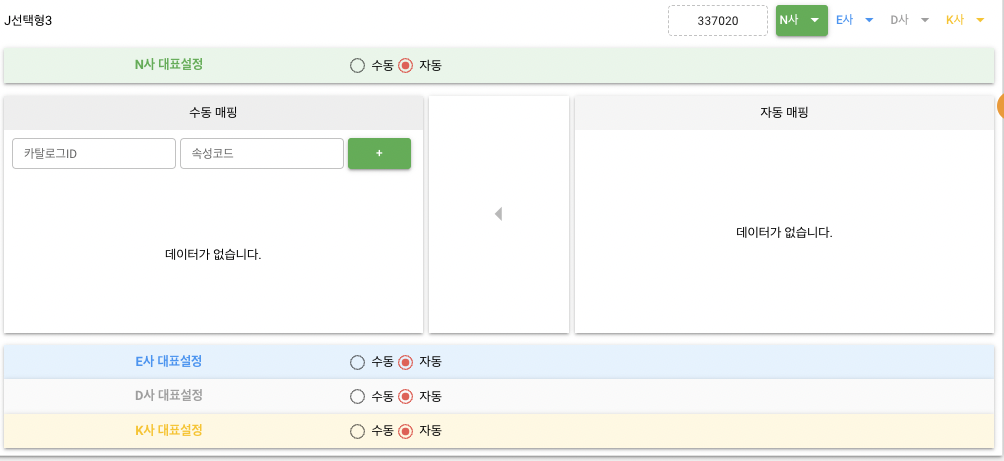 J선택형3 337020 N사 E사 D사 K사
N사 대표설정 수동 자동
수동 매핑 자동 매핑
카탈로그ID 속성코드 +
데이터가 없습니다. 데이터가 없습니다.
E사 대표설정 수동 자동
D사 대표설정 수동 자동
K사 대표설정 수동 자동